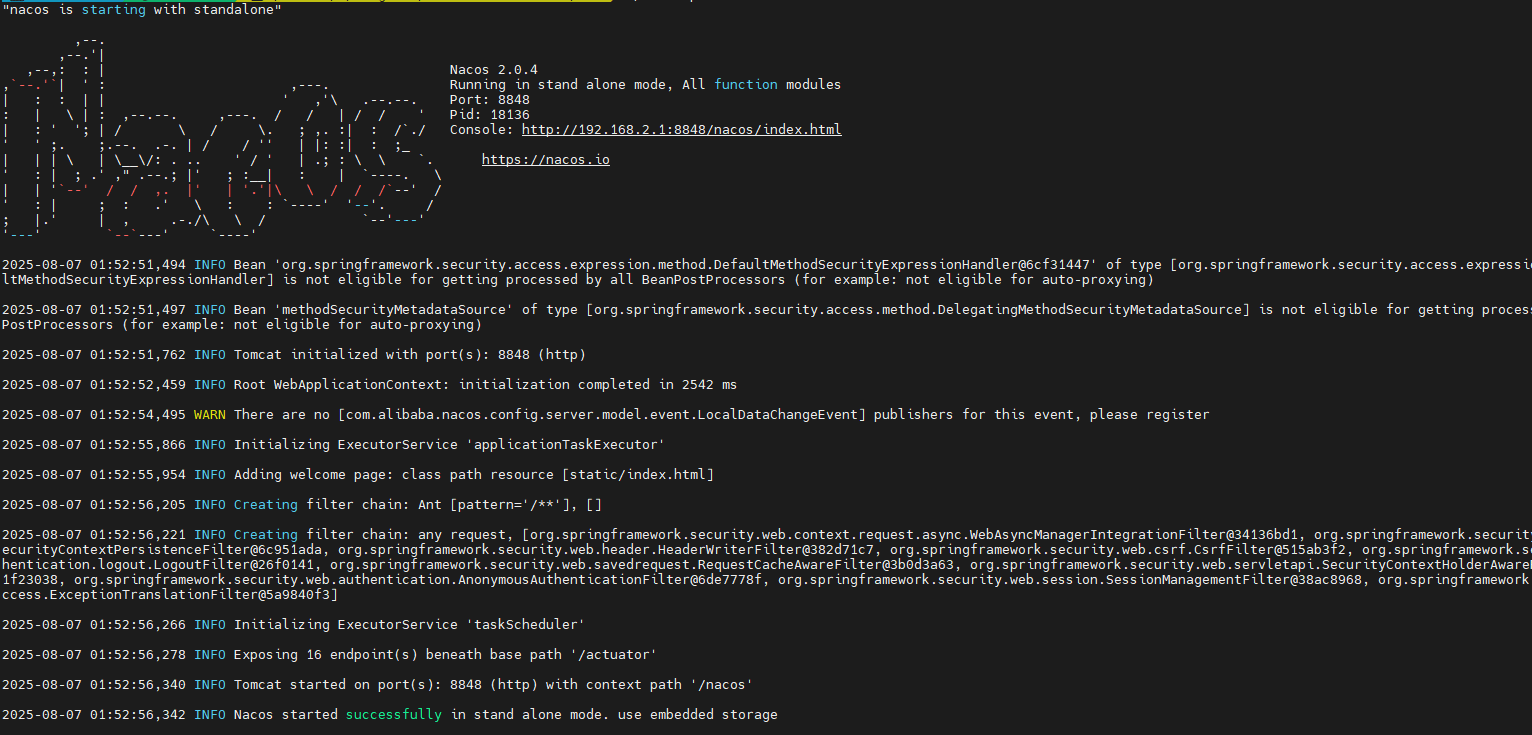 "nacos is starting with standalone"
Nacos 2.0.4
Running in stand alone mode, All function modules
Port: 8848
Pid: 18136
Console: http://192.168.2.1:8848/nacos/index.html
https://nacos.io
2025-08-07 01:52:51,494 INFO Bean 'org.springframework.security.access.expression.method.DefaultMethodSecurityExpressionHandler@6cf31447' of type [org.springframework.security.access.expressi
ltMethodSecurityExpressionHandler] is not eligible for getting processed by all BeanPostProcessors (for example: not eligible for auto-proxying)
2025-08-07 01:52:51,497 INFO Bean 'methodSecurityMetadataSource' of type [org.springframework.security.access.method.DelegatingMethodSecurityMetadataSource] is not eligible for getting proces
PostProcessors (for example: not eligible for auto-proxying)
2025-08-07 01:52:51,762 INFO Tomcat initialized with port(s): 8848 (http)
2025-08-07 01:52:52,459 INFO Root WebApplicationContext: initialization completed in 2542 ms
2025-08-07 01:52:54,495 WARN There are no [com.alibaba.nacos.config.server.model.event.LocalDataChangeEvent] publishers for this event, please register
2025-08-07 01:52:55,866 INFO Initializing ExecutorService 'applicationTaskExecutor'
2025-08-07 01:52:55,954 INFO Adding welcome page: class path resource [static/index.html]
2025-08-07 01:52:56,205 INFO Creating filter chain: Ant [pattern='/**'], []
2025-08-07 01:52:56,221 INFO Creating filter chain: any request, [org.springframework.security.web.context.request.async.WebAsyncManagerIntegrationFilter@34136bd1, org.springframework.security
ecurityContextPersistenceFilter@6c951ada, org.springframework.security.web.header.HeaderWriterFilter@382d71c7, org.springframework.security.web.csrf.CsrfFilter@515ab3f2, org.springframework.se
hentication.logout.LogoutFilter@26f0141, org.springframework.security.web.savedrequest.RequestCacheAwareFilter@3b0d3a63, org.springframework.security.web.servletapi.SecurityContextHolderAwareR
1f23038, org.springframework.security.web.authentication.AnonymousAuthenticationFilter@6de7778f, org.springframework.security.web.session.SessionManagementFilter@38ac8968, org.springframework
ccess.ExceptionTranslationFilter@5a9840f3]
2025-08-07 01:52:56,266 INFO Initializing ExecutorService 'taskScheduler'
2025-08-07 01:52:56,278 INFO Exposing 16 endpoint(s) beneath base path '/actuator'
2025-08-07 01:52:56,340 INFO Tomcat started on port(s): 8848 (http) with context path '/nacos'
2025-08-07 01:52:56,342 INFO Nacos started successfully in stand alone mode. use embedded storage